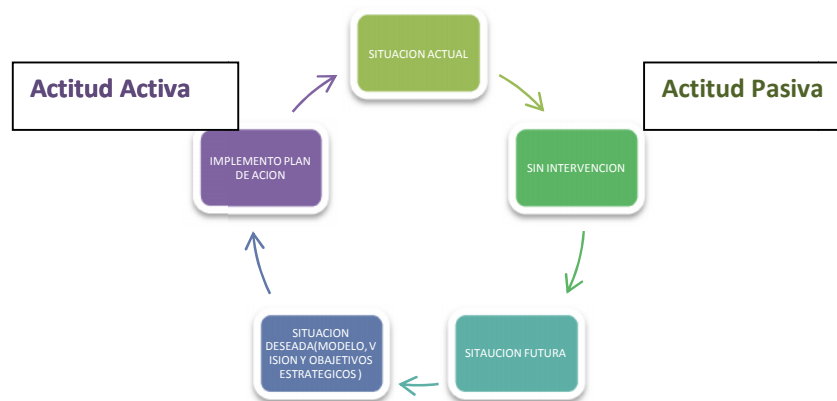 SITUACION ACTUAL
Actitud Activa
Actitud Pasiva
IMPLEMENTO PLAN
DE ACION
SIN INTERVENCION
SITUACION
DESEADA(MODELO, V
ISION Y OBAJETIVOS
ESTRATEGICOS )
SITAUCION FUTURA